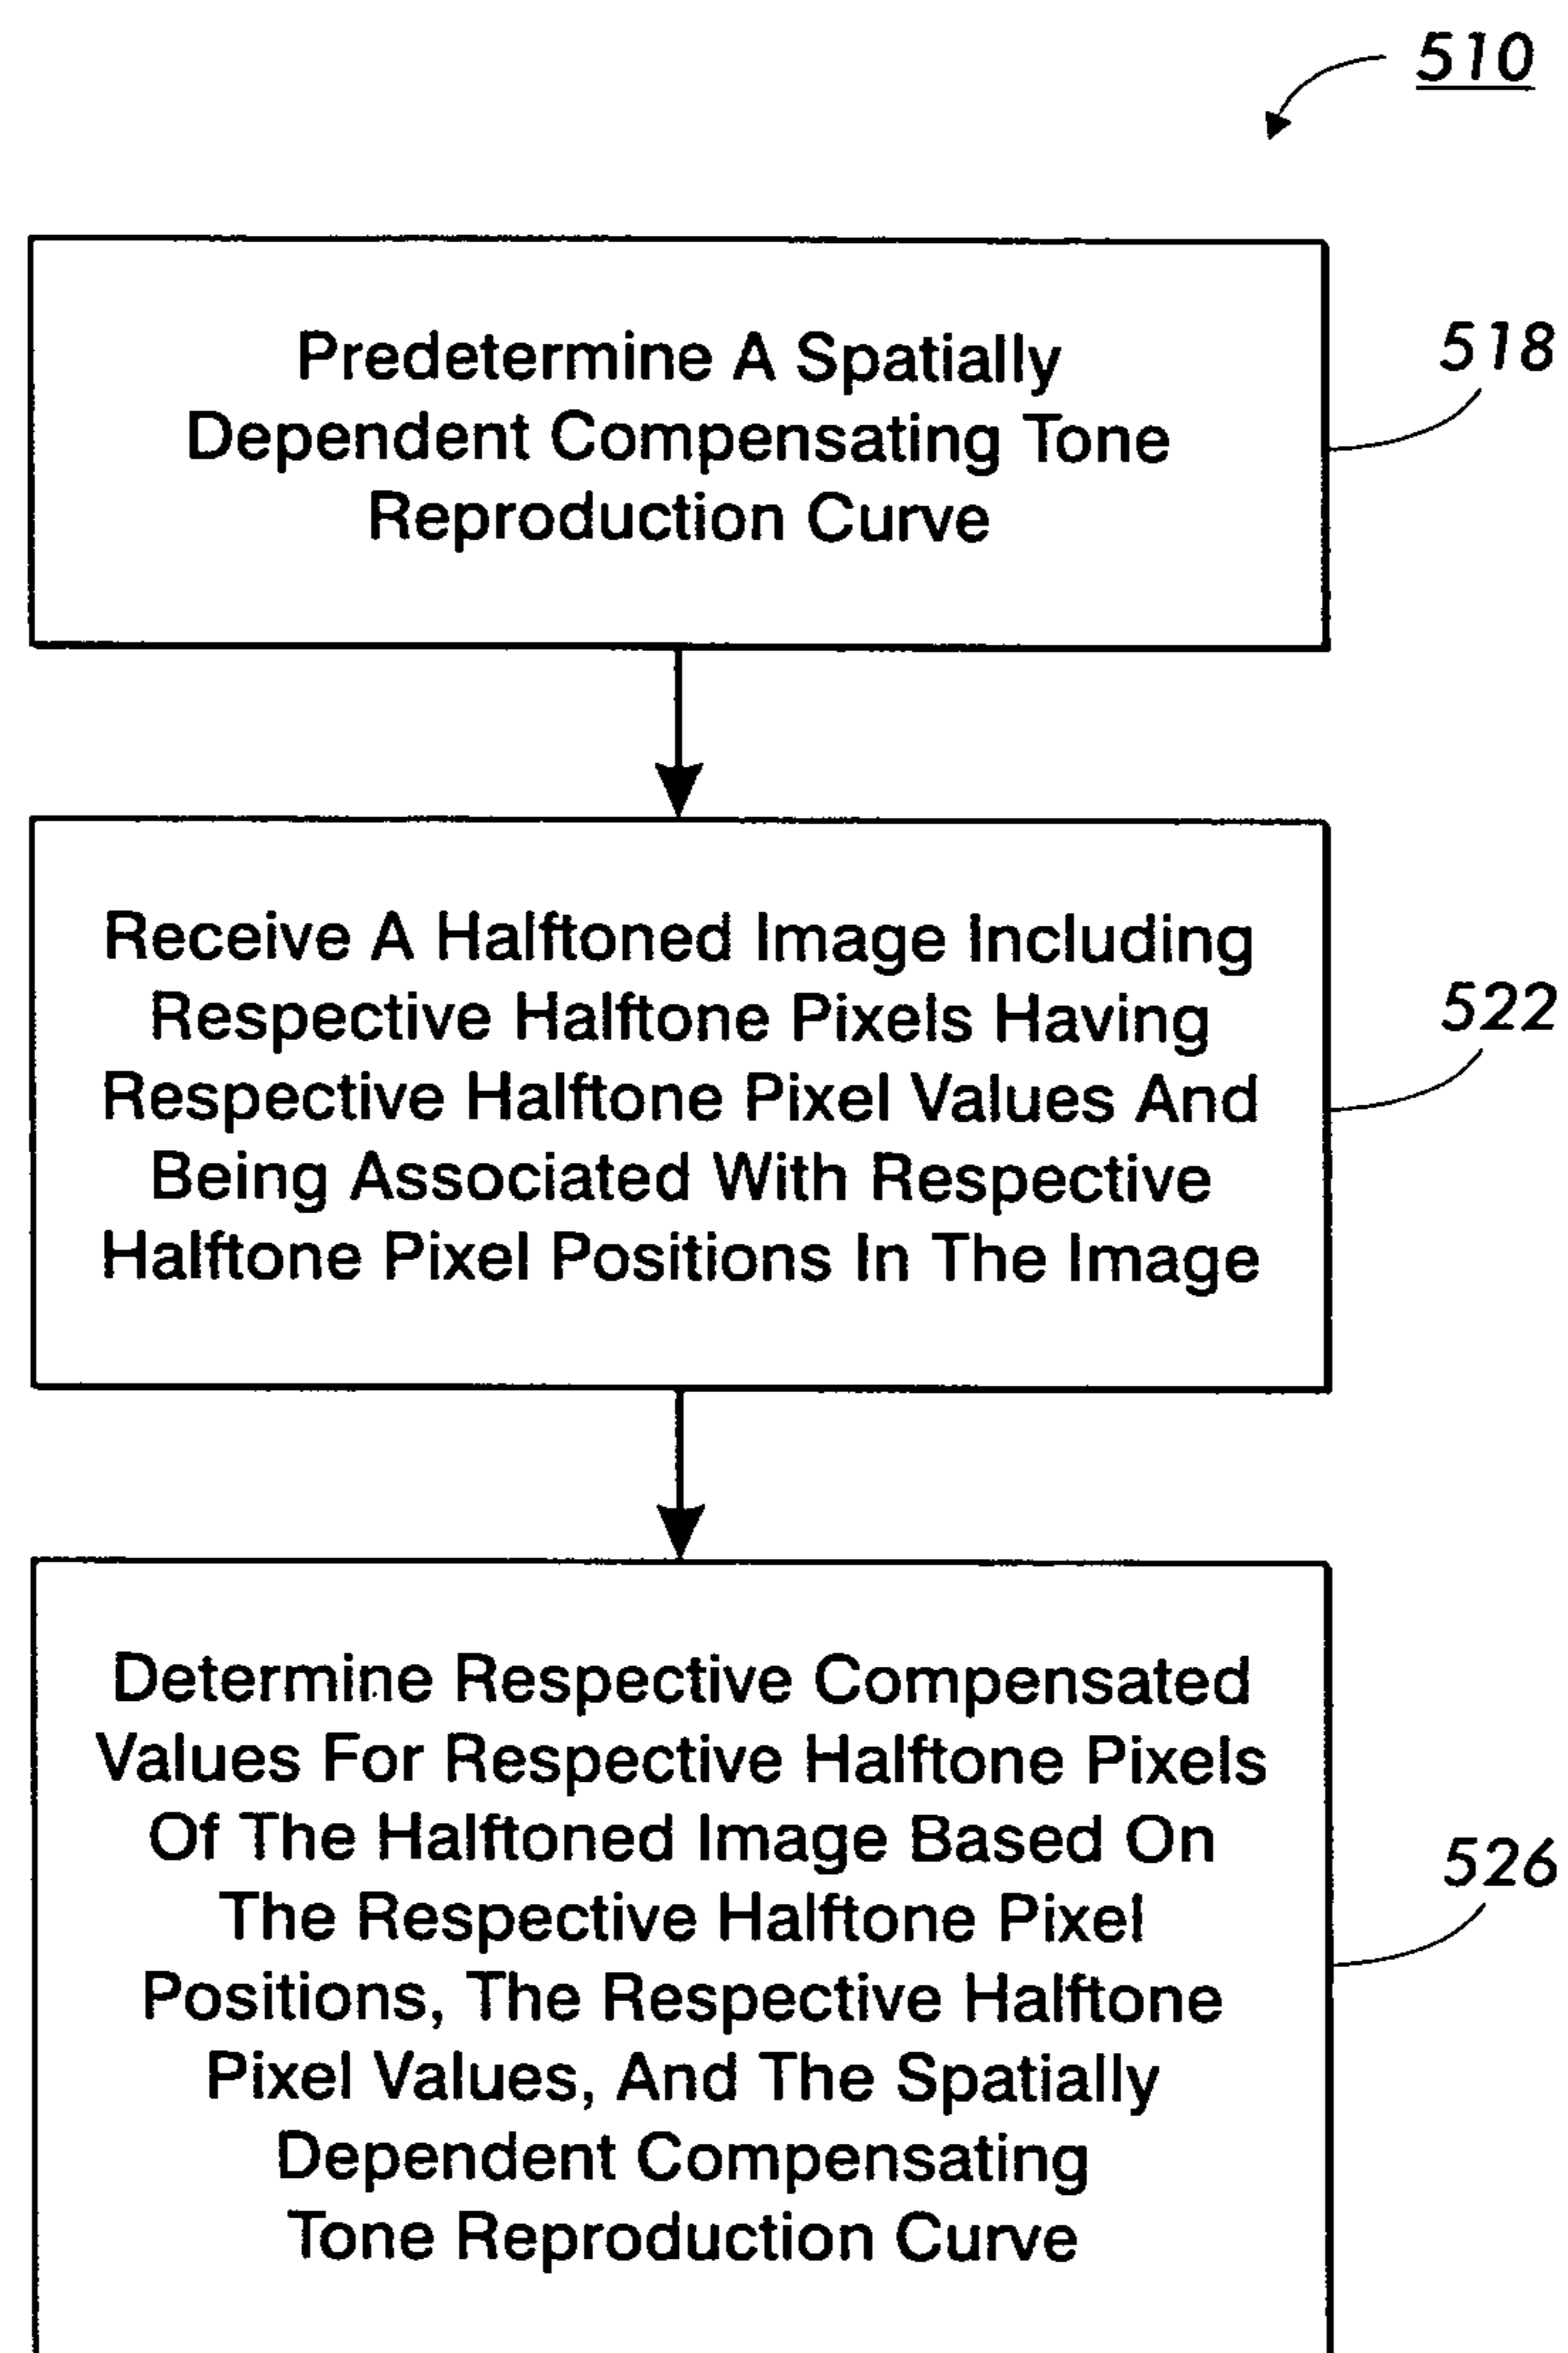 510
Predetermine A Spatially
Dependent Compensating Tone
Reproduction Curve
518
Receive A Halftoned Image Including
Respective Halftone Pixels Having
Respective Halftone Pixel Values And
Being Associated With Respective
Halftone Pixel Positions In The Image
522
Determine Respective Compensated
Values For Respective Halftone Pixels
Of The Halftoned Image Based On
The Respective Halftone Pixel
Positions, The Respective Halftone
Pixel Values, And The Spatially
Dependent Compensating
Tone Reproduction Curve
526